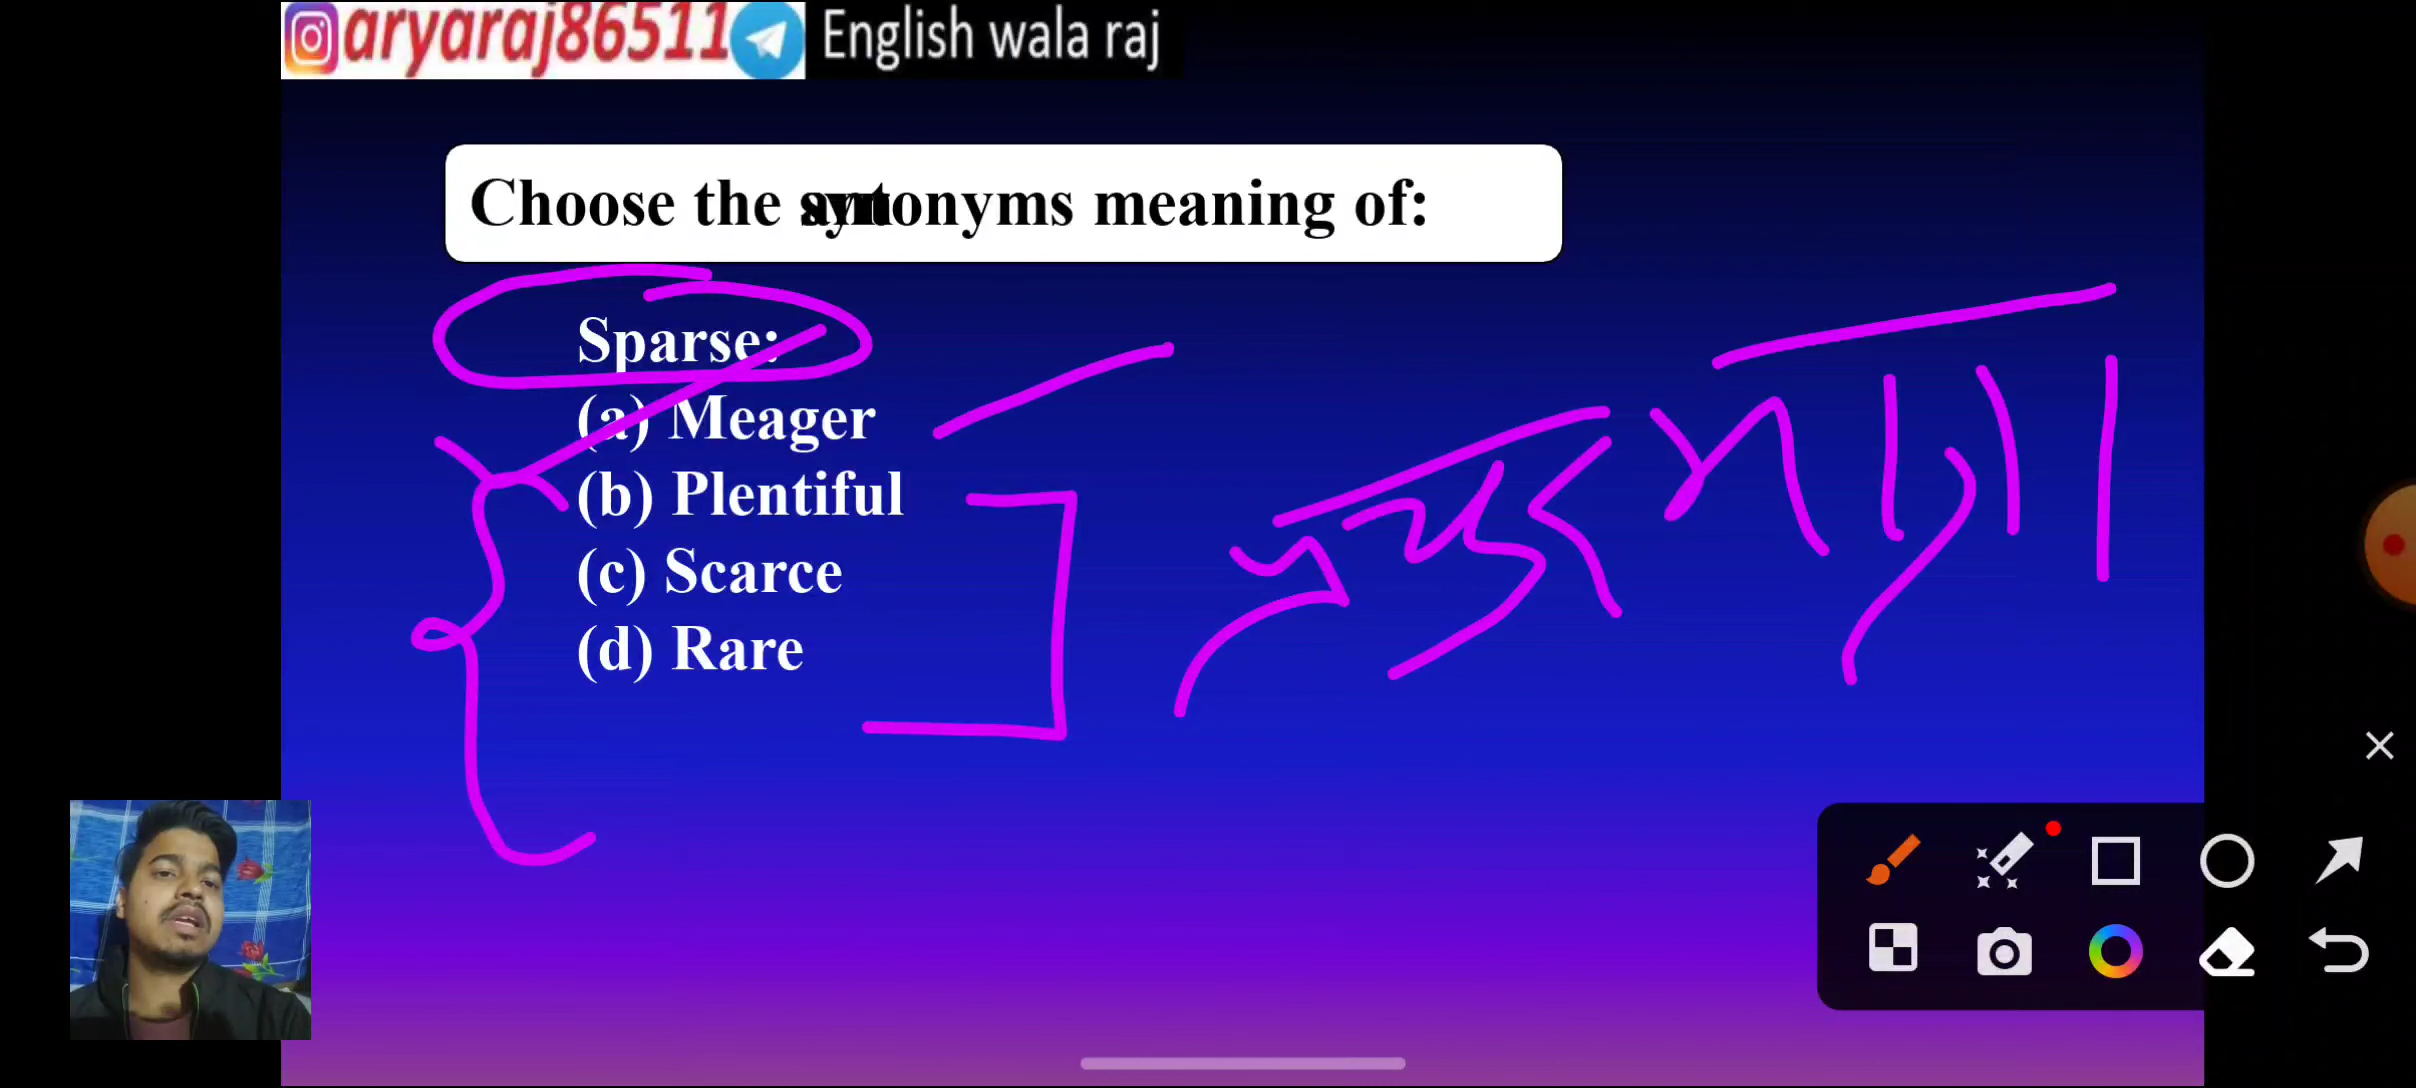 aryaraj86511 English wala raj
Choose the antonyms meaning of:
Sparse:
(a) Meager
(b) Plentiful
(c) Scarce
(d) Rare